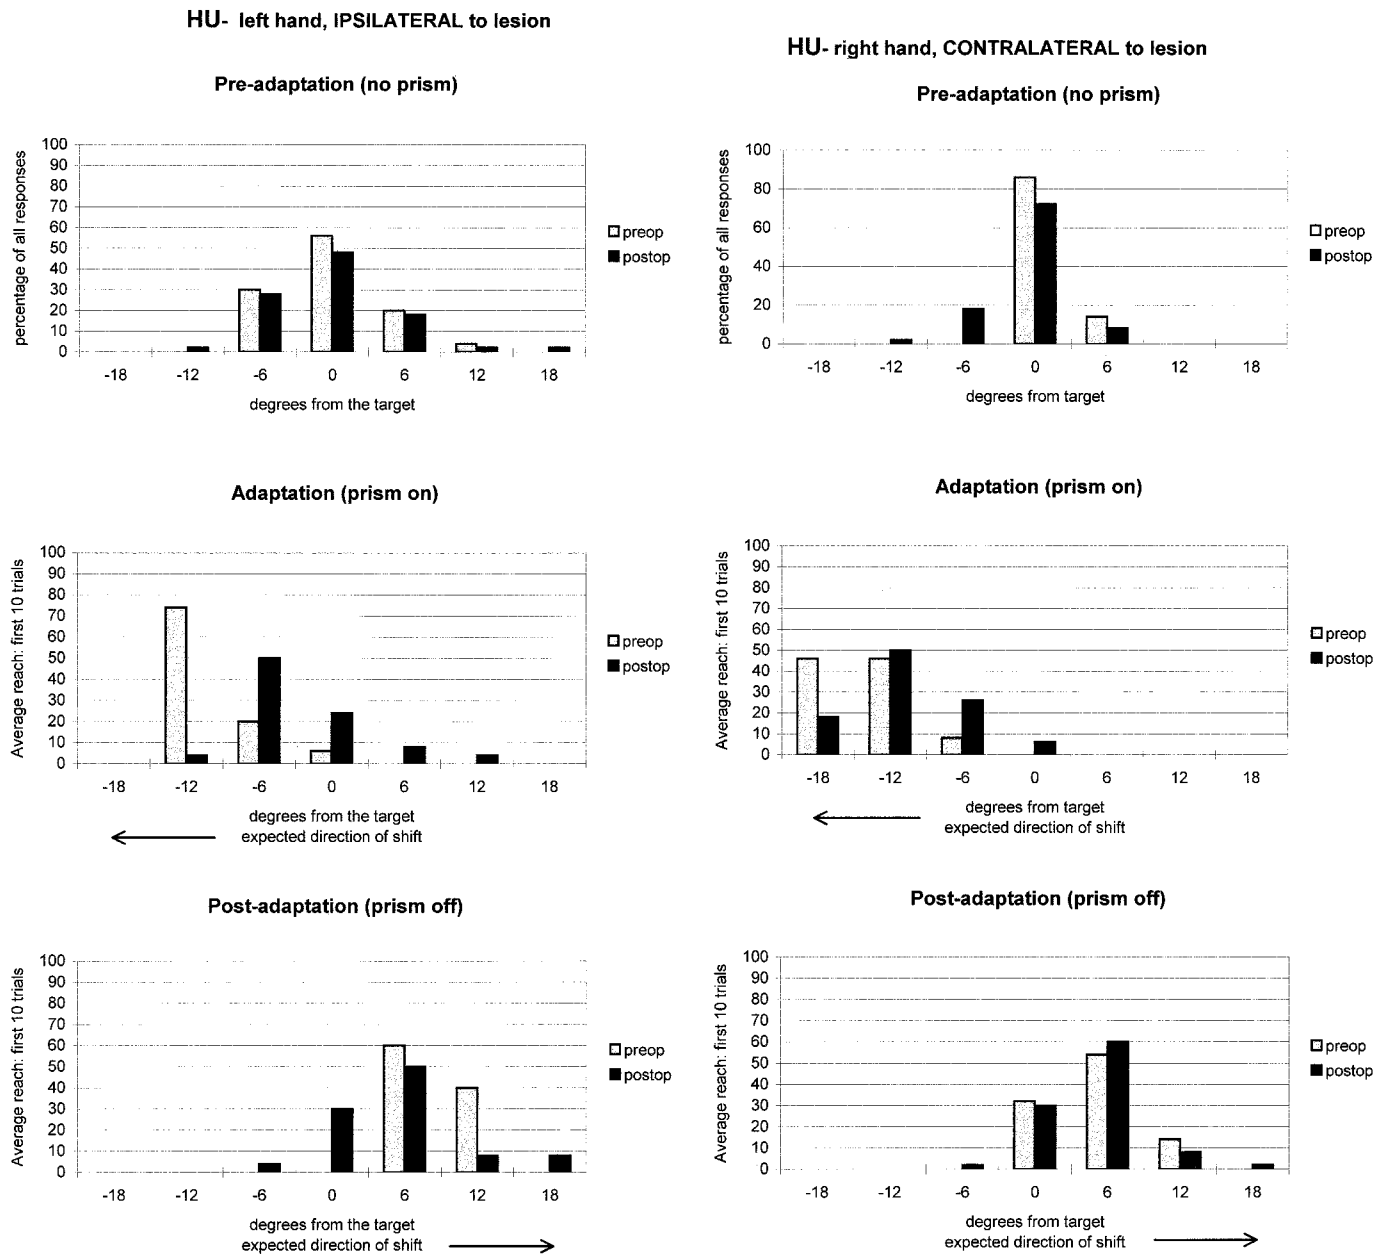 HU- left hand, IPSILATERAL to lesion
Pre-adaptation (no prism)
percentage of all responses
100
90
80
70
60
50
40
30
20
10
0
-18 -12 -6 0 6 12 18
degrees from the target
preop
postop
HU- right hand, CONTRALATERAL to lesion
Pre-adaptation (no prism)
percentage of all responses
100
80
60
40
20
0
-18 -12 -6 0 6 12 18
degrees from target
preop
postop
Adaptation (prism on)
Average reach: first 10 trials
100
90
80
70
60
50
40
30
20
10
0
-18 -12 -6 0 6 12 18
degrees from the target
expected direction of shift
preop
postop
Adaptation (prism on)
Average reach: first 10 trials
100
90
80
70
60
50
40
30
20
10
0
-18 -12 -6 0 6 12 18
degrees from target
expected direction of shift
preop
postop
Post-adaptation (prism off)
Average reach: first 10 trials
100
90
80
70
60
50
40
30
20
10
0
-18 -12 -6 0 6 12 18
degrees from the target
expected direction of shift
preop
postop
Post-adaptation (prism off)
Average reach: first 10 trials
100
90
80
70
60
50
40
30
20
10
0
-18 -12 -6 0 6 12 18
degrees from target
expected direction of shift
preop
postop